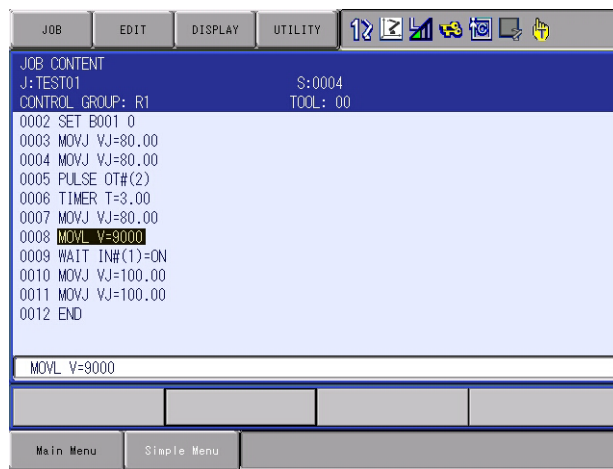 JOB EDIT DISPLAY UTILITY
JOB CONTENT
J:TEST01 S:0004
CONTROL GROUP: R1 TOOL: 00
0002 SET B001 0
0003 MOVJ VJ=80.00
0004 MOVJ VJ=80.00
0005 PULSE OT#(2)
0006 TIMER T=3.00
0007 MOVJ VJ=80.00
0008 MOVL V=9000
0009 WAIT IN#(1)=ON
0010 MOVJ VJ=100.00
0011 MOVJ VJ=100.00
0012 END
MOVL V=9000
Main Menu Simple Menu